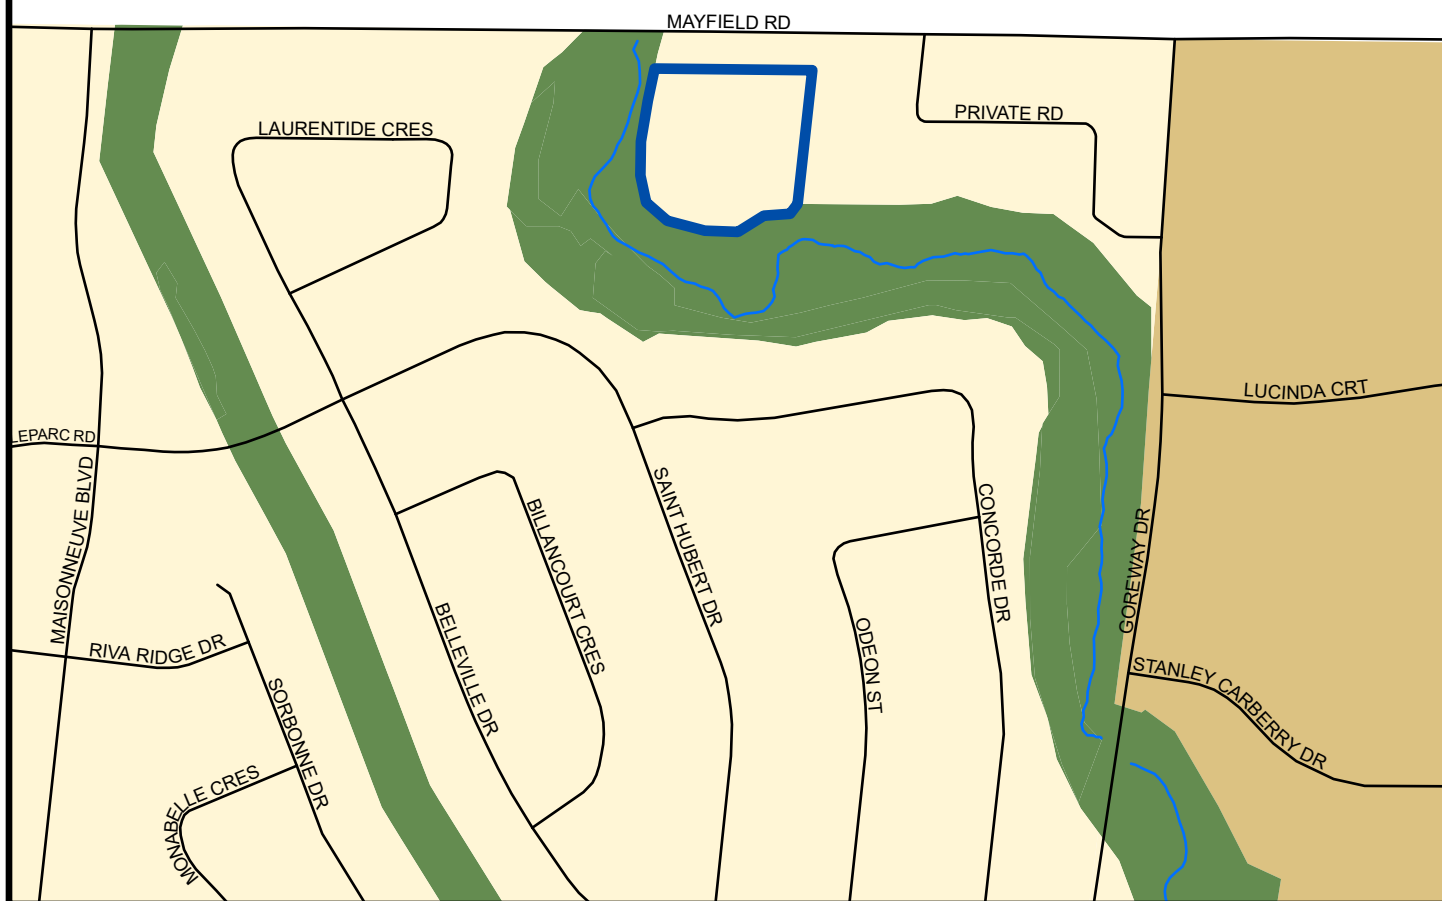 MAYFIELD RD
PRIVATE RD
LAURENTIDE CRES
LUCINDA CRT
LEPARC RD
MAISONNEUVE BLVD
SAINT HUBERT DR
CONCORDE DR
BILLANCOURT CRES
GOREWAY DR
BELLEVILLE DR
ODEON ST
RIVA RIDGE DR
STANLEY CARBERRY DR
SORBONNE DR
MONABELLE CRES